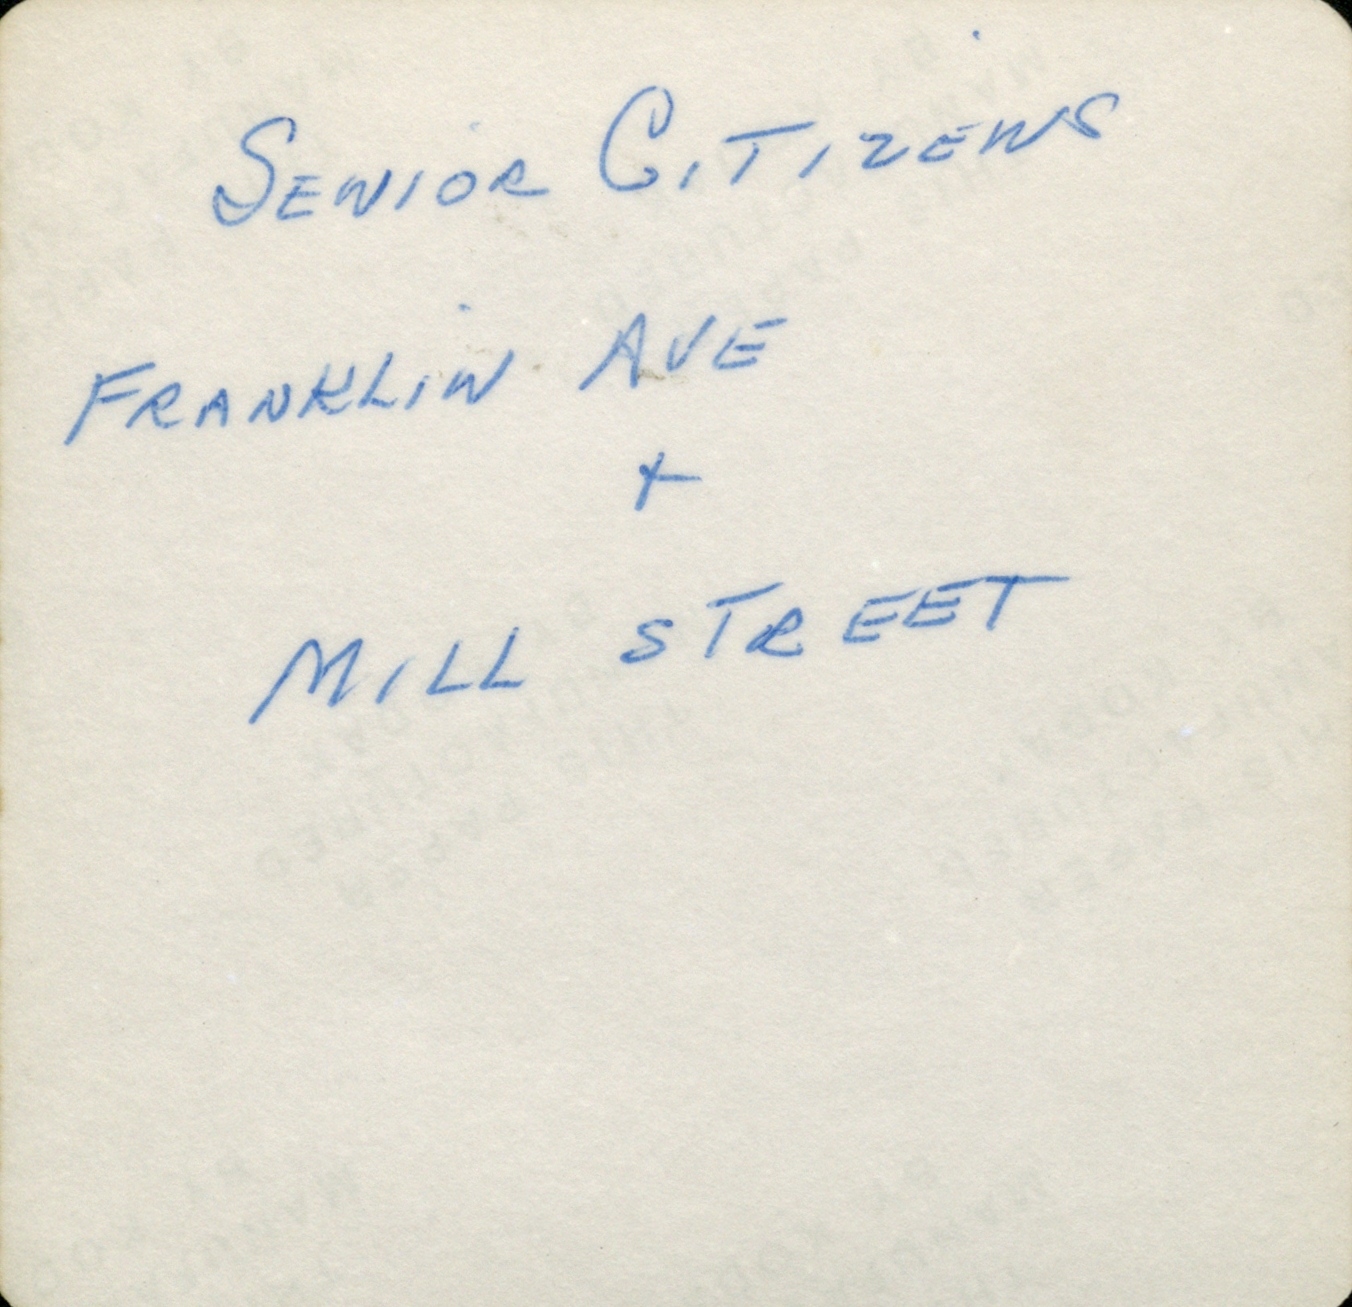 Senior Citizens
Franklin Ave
+
Mill Street